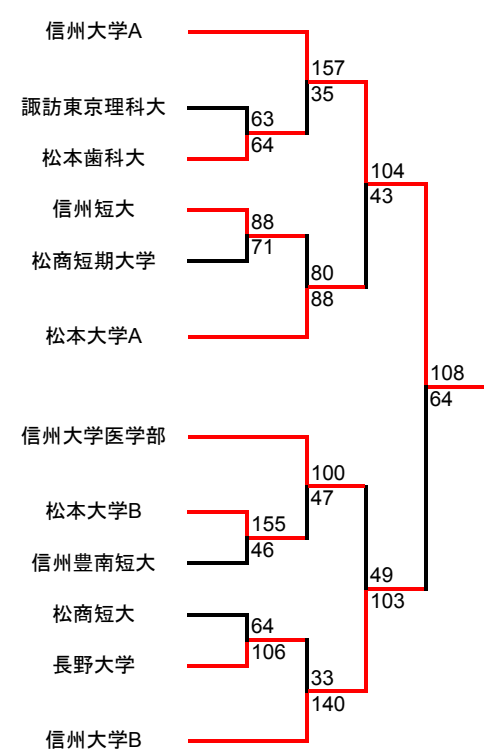 信州大学A
157
35
諏訪東京理科大
63
64
松本歯科大
104
43
信州短大
88
71
松商短期大学
80
88
松本大学A
108
64
信州大学医学部
100
47
松本大学B
155
46
信州豊南短大
49
103
松商短大
64
106
長野大学
33
140
信州大学B